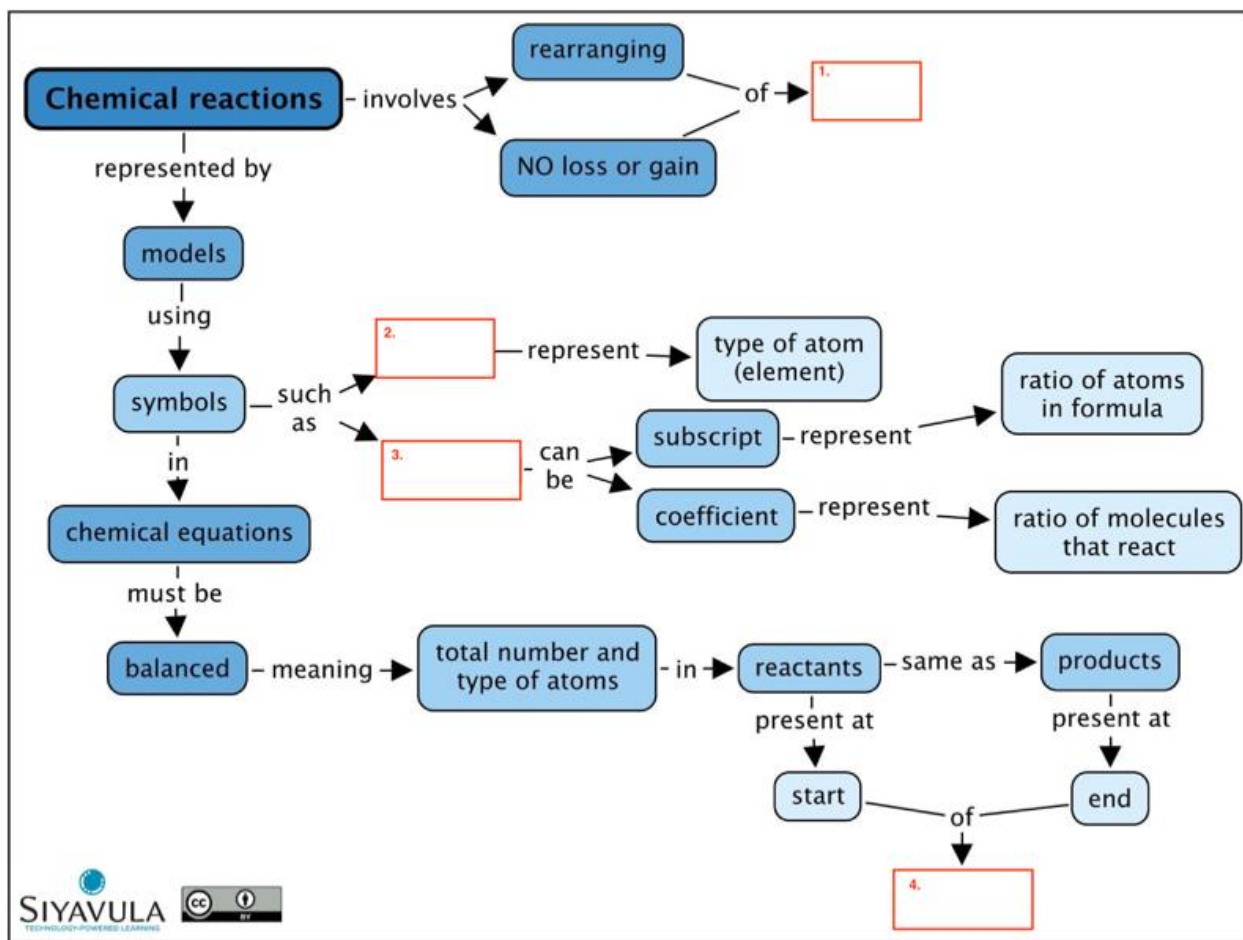 Chemical reactions
involves
rearranging
NO loss or gain
of
1.
represented by
models
using
symbols
such
as
2.
represent
type of atom
(element)
3.
can
be
subscript
represent
ratio of atoms
in formula
coefficient
represent
ratio of molecules
that react
in
chemical equations
must be
balanced
meaning
total number and
type of atoms
in
reactants
same as
products
present at
present at
start
end
of
4.
SIYAVULA
TECHNOLOGY-POWERED LEARNING
cc
BY